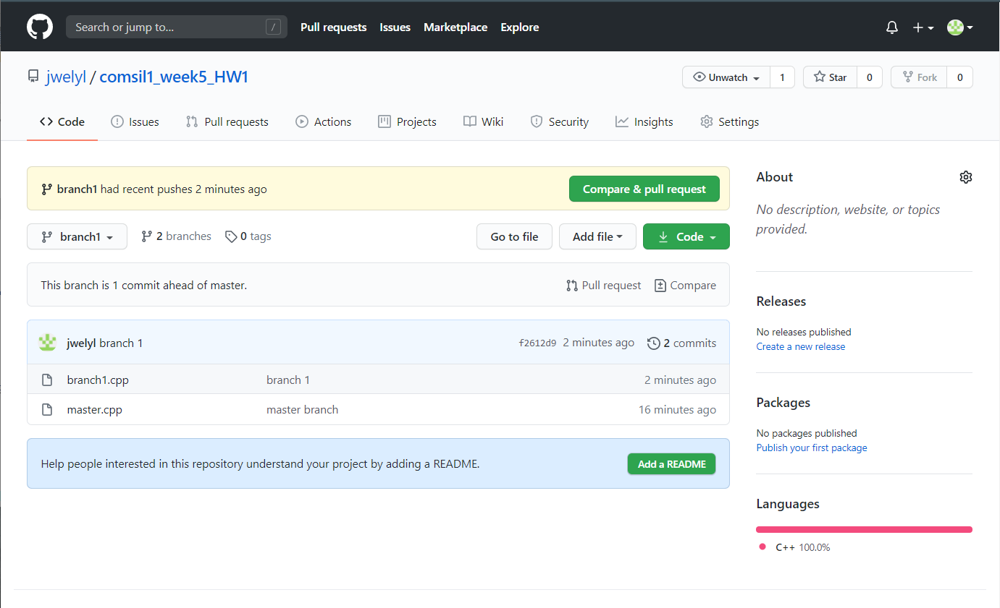 Search or jump to... / Pull requests Issues Marketplace Explore
jwelyl / comsil1_week5_HW1 Unwatch 1 Star 0 Fork 0
Code Issues Pull requests Actions Projects Wiki Security Insights Settings
branch1 had recent pushes 2 minutes ago Compare & pull request
branch1 2 branches 0 tags Go to file Add file Code
This branch is 1 commit ahead of master. Pull request Compare
jwelyl branch 1 f2612d9 2 minutes ago 2 commits
branch1.cpp branch 1 2 minutes ago
master.cpp master branch 16 minutes ago
Help people interested in this repository understand your project by adding a README. Add a README
About
No description, website, or topics
provided.
Releases
No releases published
Create a new release
Packages
No packages published
Publish your first package
Languages
C++ 100.0%